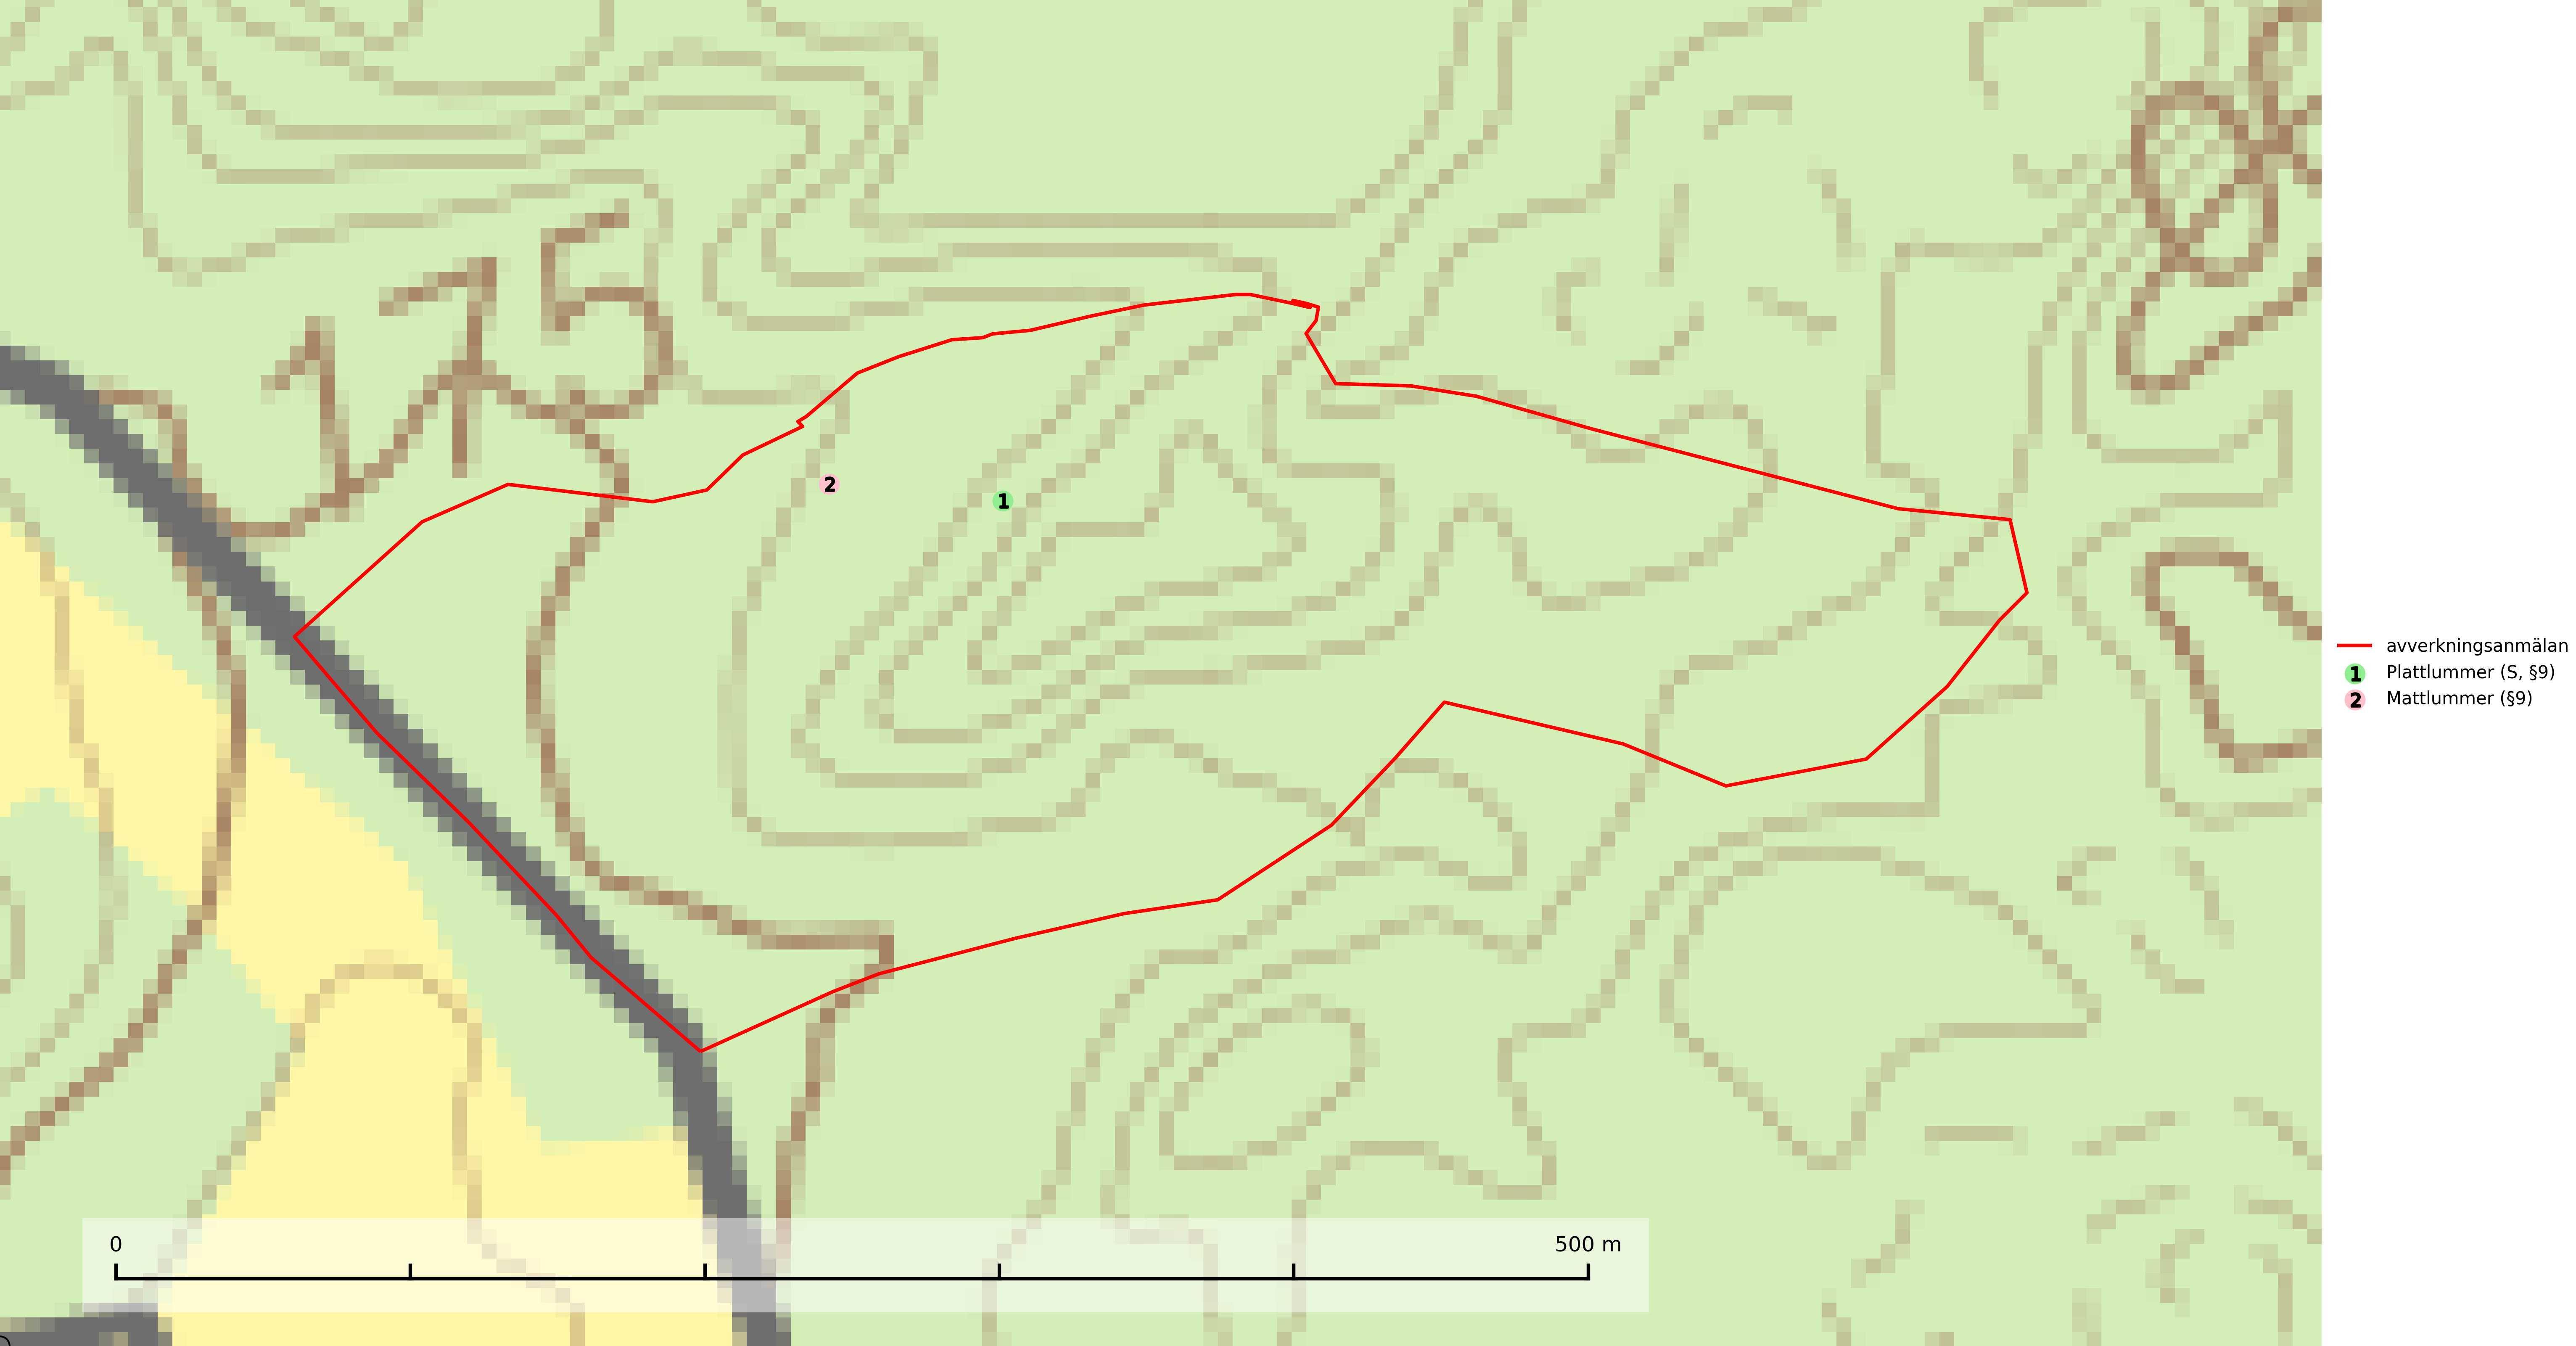 175
1
2
0
500 m
avverkningsanmälan
1 Plattlummer (S, §9)
2 Mattlummer (§9)